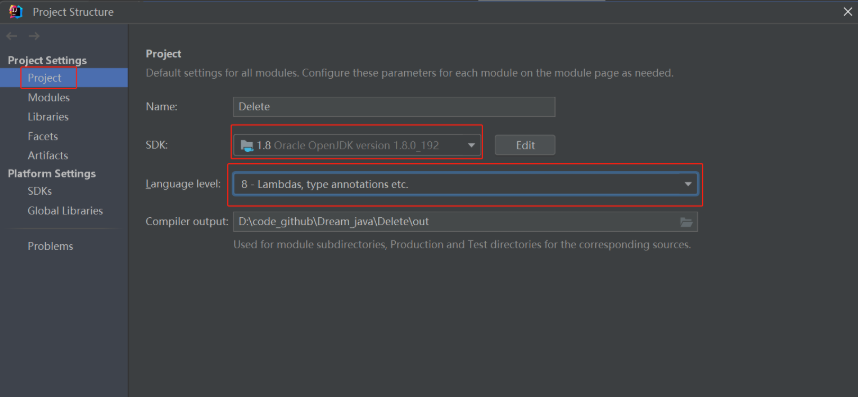 Project Structure
Project Settings
Project
Modules
Libraries
Facets
Artifacts
Platform Settings
SDKs
Global Libraries
Problems
Project
Default settings for all modules. Configure these parameters for each module on the module page as needed.
Name: Delete
SDK: 1.8 Oracle OpenJDK version 1.8.0_192 Edit
Language level: 8 - Lambdas, type annotations etc.
Compiler output: D:\code_github\Dream_java\Delete\out
Used for module subdirectories, Production and Test directories for the corresponding sources.